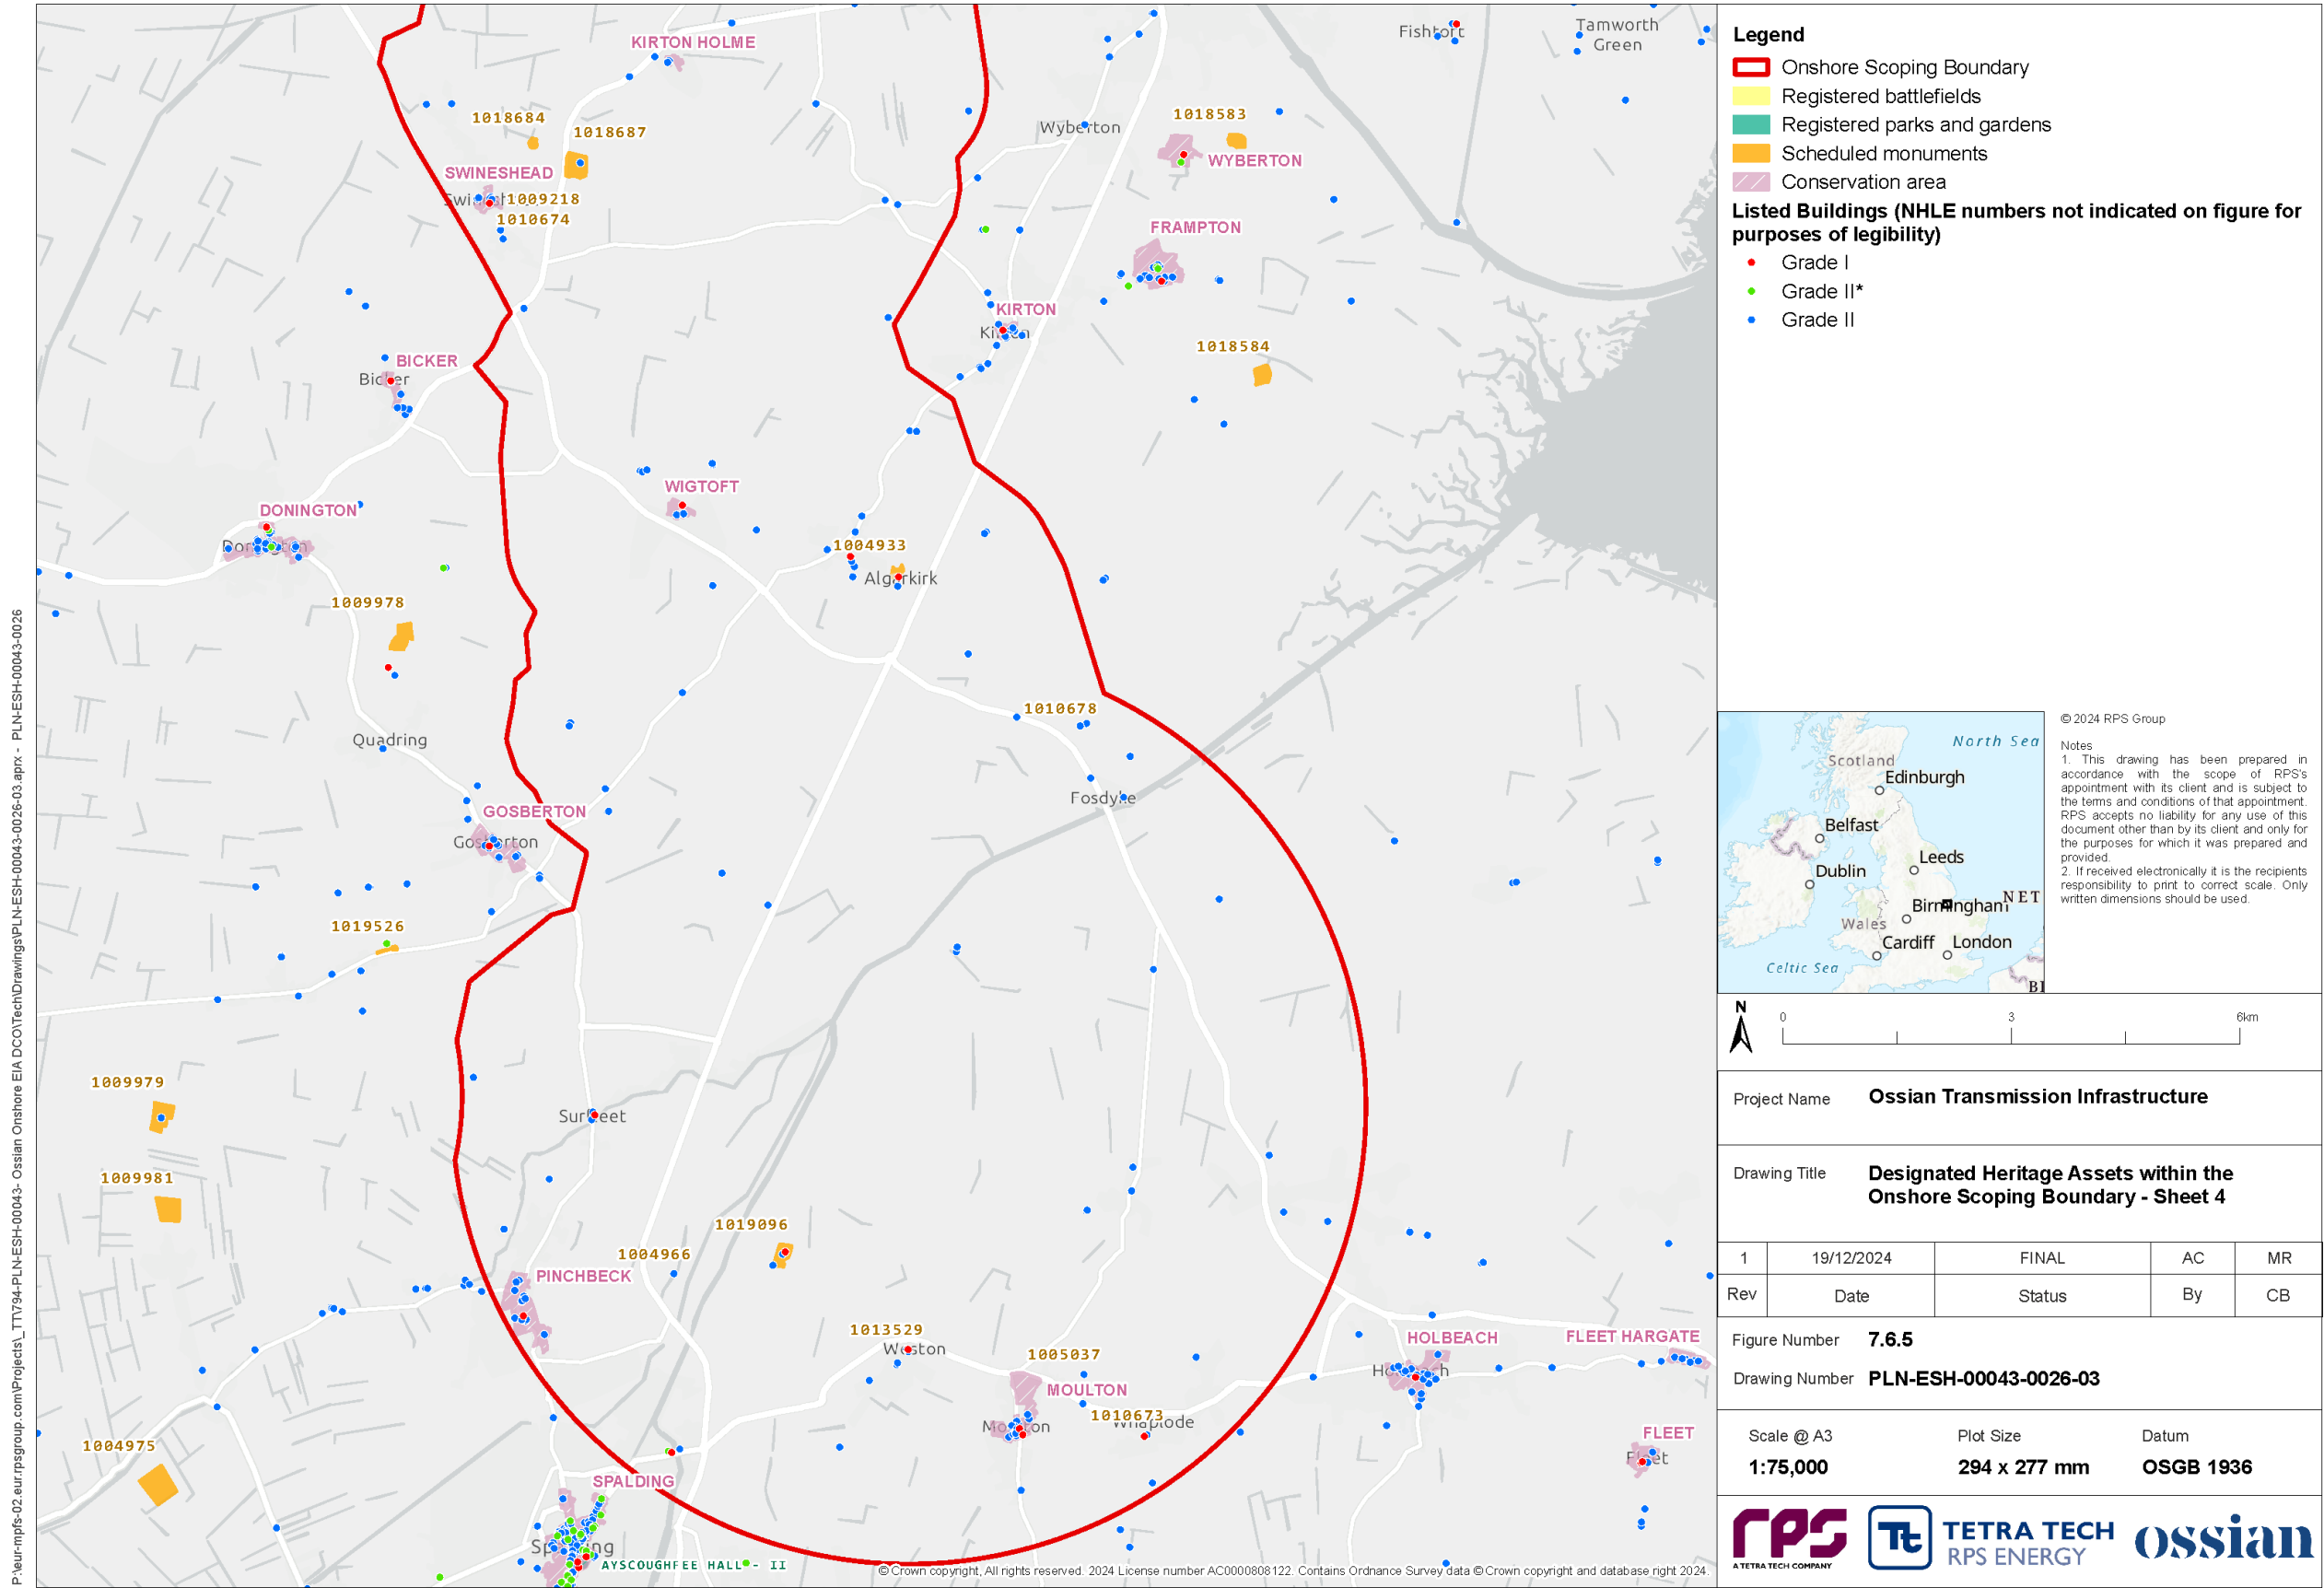 KIRTON HOLME
Fishtoft
Tamworth
Green
1018684
1018687
1018583
Wyberton
WYBERTON
SWINESHEAD
1009218
1010674
FRAMPTON
KIRTON
Kirton
1018584
BICKER
Bicker
WIGTOFT
DONINGTON
Donington
1004933
Algarkirk
1009978
1010678
Quadring
Fosdyke
GOSBERTON
Gosberton
1019526
1009979
Surfleet
1009981
1019096
1004966
PINCHBECK
1013529
Weston
1005037
MOULTON
HOLBEACH
FLEET HARGATE
Holbeach
1010673
Whaplode
Moulton
1004975
FLEET
Fleet
SPALDING
Spalding
AYSCOUGHFEE HALL - II
© Crown copyright, All rights reserved. 2024 License number AC0000808122. Contains Ordnance Survey data © Crown copyright and database right 2024.
P:\eur-mpfs-02.eur.rpsgroup.com\Projects\_TT\794-PLN-ESH-00043- Ossian Onshore EIA DCO\Tech\Drawings\PLN-ESH-00043-0026-03.aprx - PLN-ESH-00043-0026
Legend
Onshore Scoping Boundary
Registered battlefields
Registered parks and gardens
Scheduled monuments
Conservation area
Listed Buildings (NHLE numbers not indicated on figure for
purposes of legibility)
Grade I
Grade II*
Grade II
North Sea
Scotland
Edinburgh
Belfast
Leeds
Dublin
Birmingham
NET
Wales
Cardiff
London
Celtic Sea
BE
© 2024 RPS Group
Notes
1. This drawing has been prepared in
accordance with the scope of RPS's
appointment with its client and is subject to
the terms and conditions of that appointment.
RPS accepts no liability for any use of this
document other than by its client and only for
the purposes for which it was prepared and
provided.
2. If received electronically it is the recipients
responsibility to print to correct scale. Only
written dimensions should be used.
N
0 3 6km
Project Name Ossian Transmission Infrastructure
Drawing Title Designated Heritage Assets within the
Onshore Scoping Boundary - Sheet 4
1 19/12/2024 FINAL AC MR
Rev Date Status By CB
Figure Number 7.6.5
Drawing Number PLN-ESH-00043-0026-03
Scale @ A3 Plot Size Datum
1:75,000 294 x 277 mm OSGB 1936
rps
A TETRA TECH COMPANY
Tt
TETRA TECH
RPS ENERGY
ossian